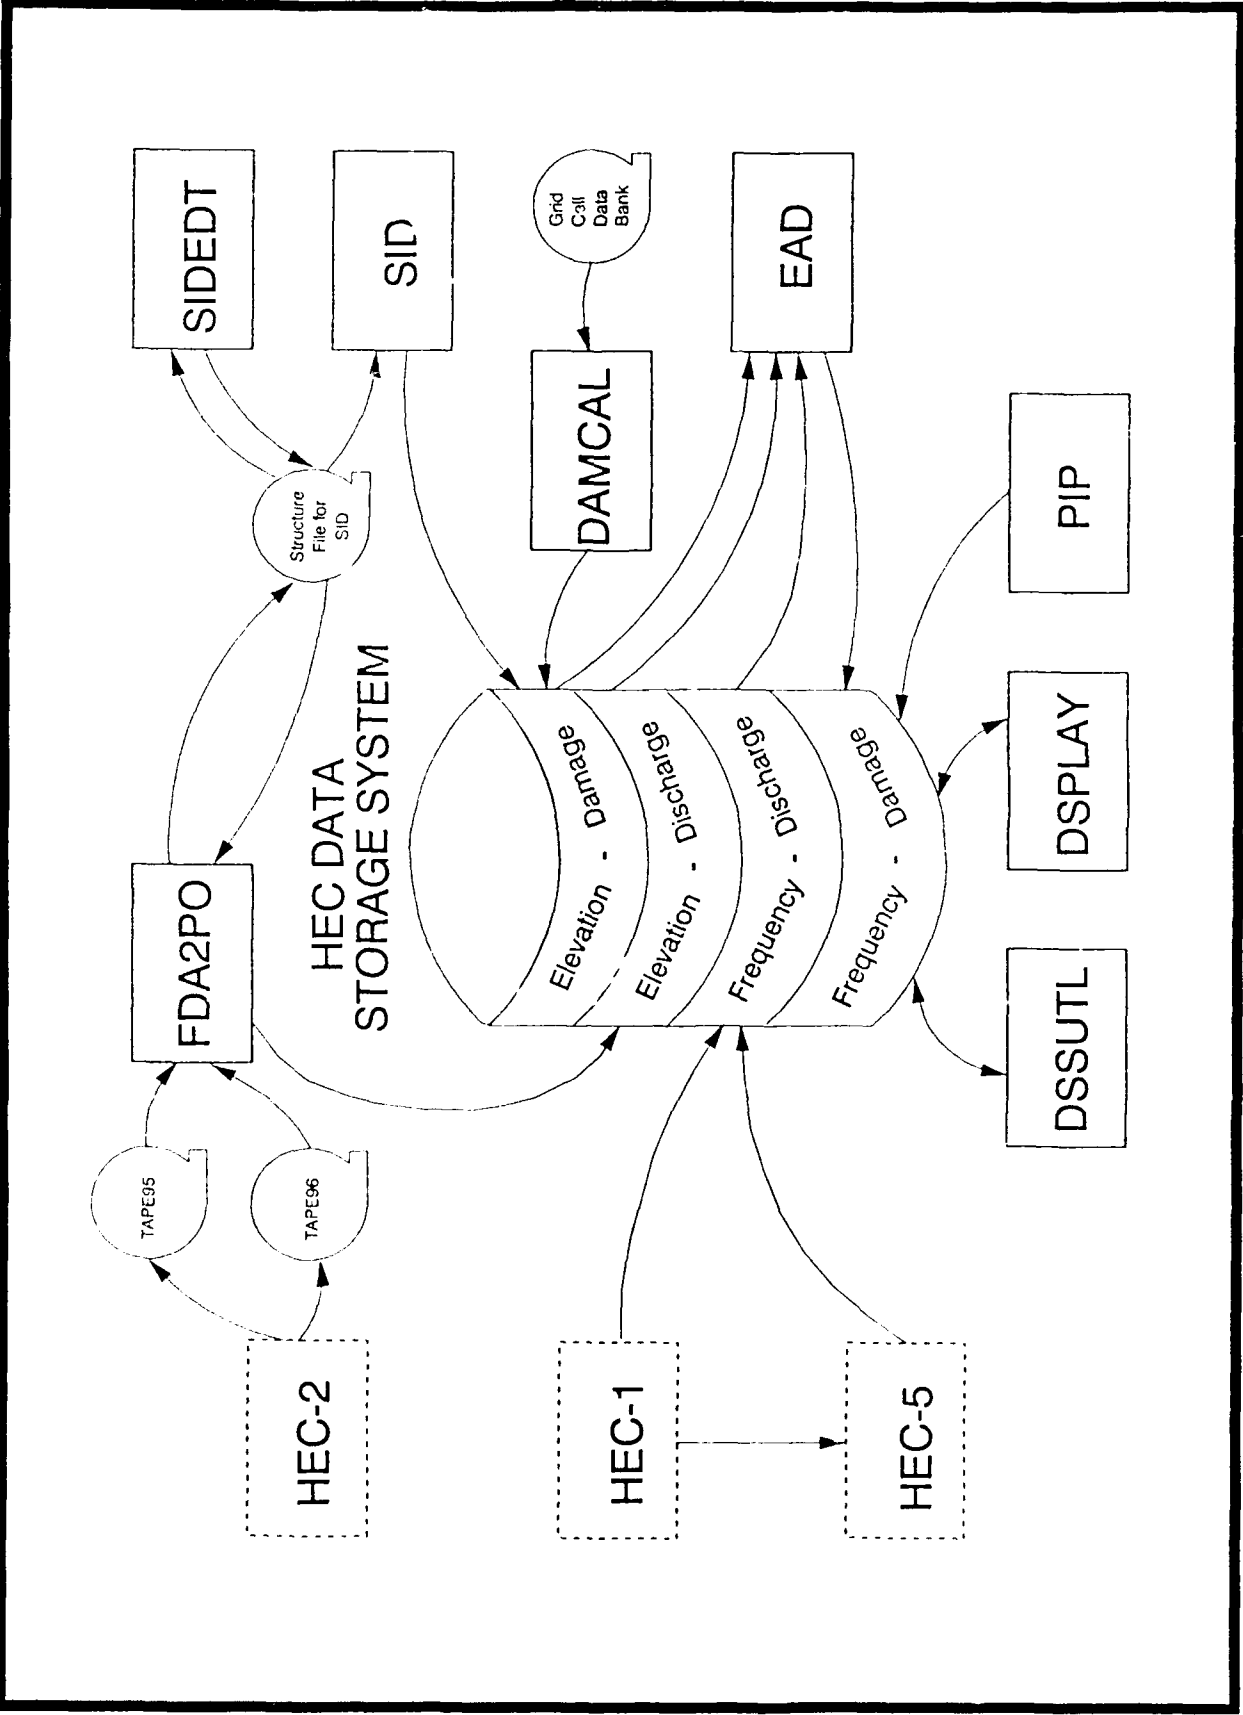 HEC-2
TAPE95
TAPE96
FDA2PO
Structure
File for
SID
SIDEDT
SID
HEC DATA
STORAGE SYSTEM
Grid
Cell
Data
Bank
DAMCAL
EAD
Elevation - Damage
Elevation - Discharge
Frequency - Discharge
Frequency - Damage
HEC-1
HEC-5
DSSUTL
DSPLAY
PIP